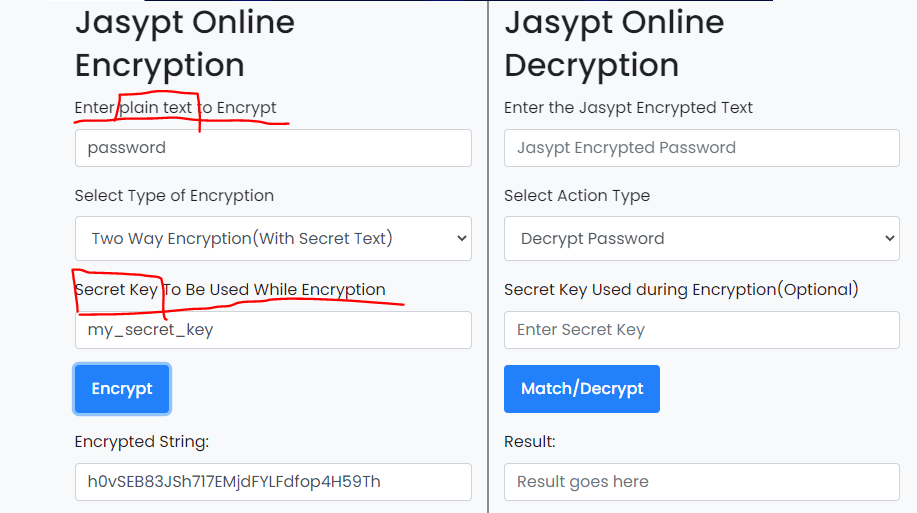 Jasypt Online
Encryption
Enter plain text to Encrypt
password
Select Type of Encryption
Two Way Encryption(With Secret Text)
Secret Key To Be Used While Encryption
my_secret_key
Encrypt
Encrypted String:
h0vSEB83JSh717EMjdFYLFdfop4H59Th
Jasypt Online
Decryption
Enter the Jasypt Encrypted Text
Jasypt Encrypted Password
Select Action Type
Decrypt Password
Secret Key Used during Encryption(Optional)
Enter Secret Key
Match/Decrypt
Result:
Result goes here